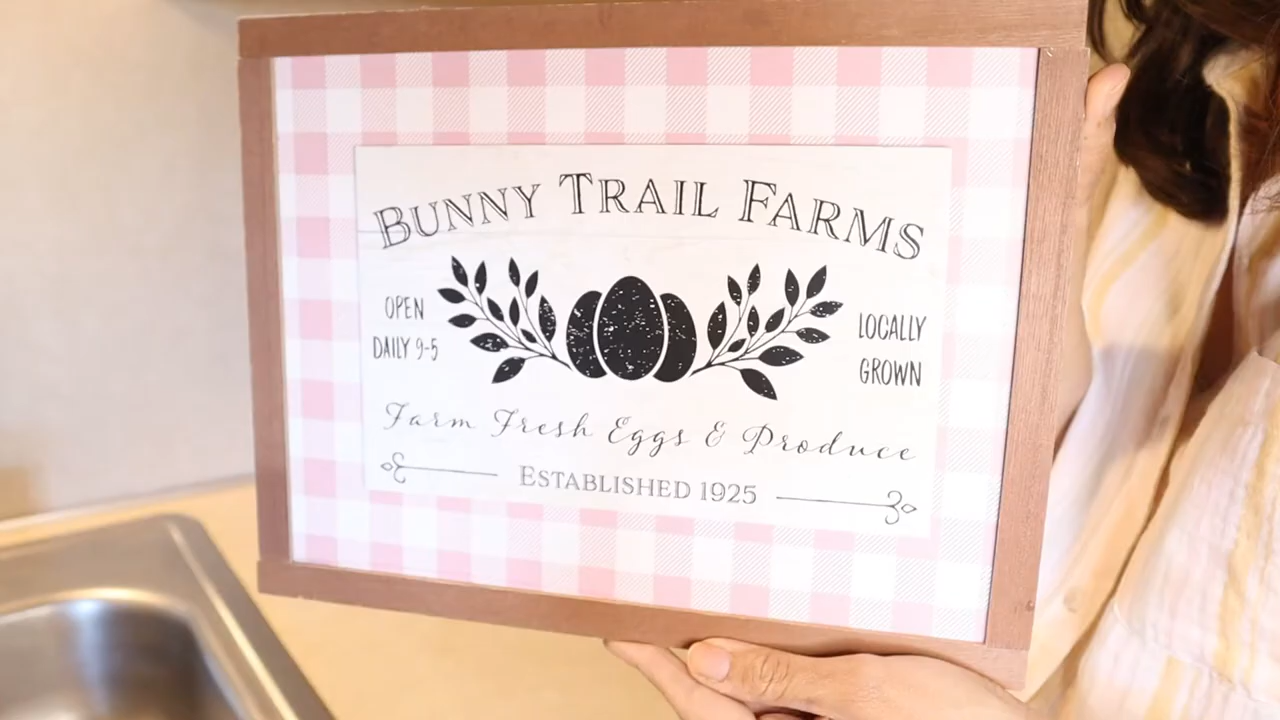 BUNNY TRAIL FARMS
OPEN
DAILY 9-5
LOCALLY
GROWN
Farm Fresh Eggs & Produce
ESTABLISHED 1925